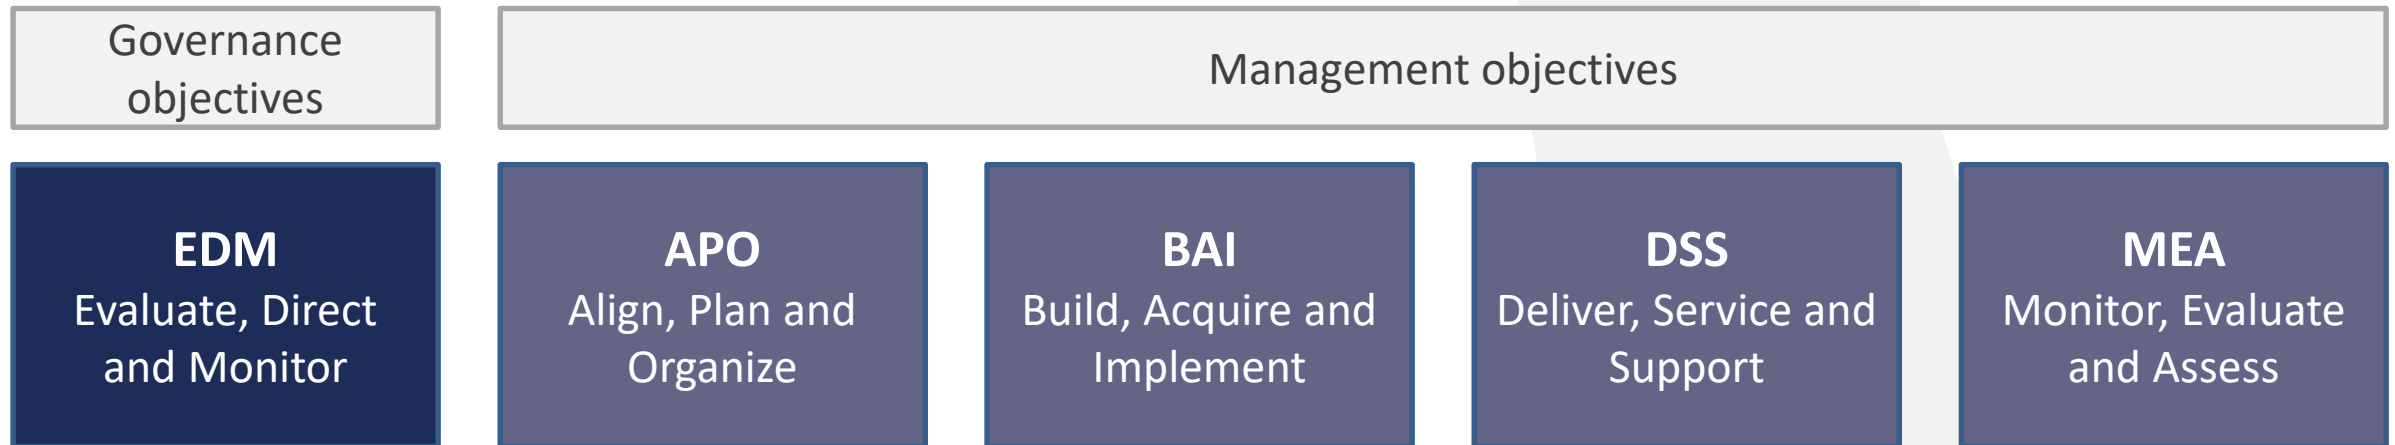 Governance
objectives
Management objectives
EDM
Evaluate, Direct
and Monitor
APO
Align, Plan and
Organize
BAI
Build, Acquire and
Implement
DSS
Deliver, Service and
Support
MEA
Monitor, Evaluate
and Assess